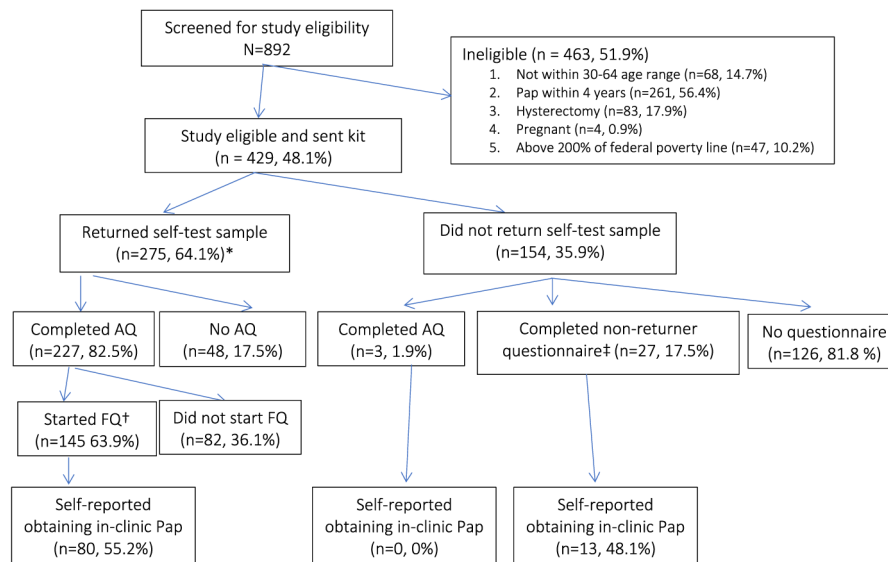 Screened for study eligibility
N=892
Ineligible (n = 463, 51.9%)
1. Not within 30-64 age range (n=68, 14.7%)
2. Pap within 4 years (n=261, 56.4%)
3. Hysterectomy (n=83, 17.9%)
4. Pregnant (n=4, 0.9%)
5. Above 200% of federal poverty line (n=47, 10.2%)
Study eligible and sent kit
(n = 429, 48.1%)
Returned self-test sample
(n=275, 64.1%)*
Did not return self-test sample
(n=154, 35.9%)
Completed AQ
(n=227, 82.5%)
No AQ
(n=48, 17.5%)
Completed AQ
(n=3, 1.9%)
Completed non-returner
questionnaire‡ (n=27, 17.5%)
No questionnaire
(n=126, 81.8 %)
Started FQ†
(n=145 63.9%)
Did not start FQ
(n=82, 36.1%)
Self-reported
obtaining in-clinic Pap
(n=80, 55.2%)
Self-reported
obtaining in-clinic Pap
(n=0, 0%)
Self-reported
obtaining in-clinic Pap
(n=13, 48.1%)